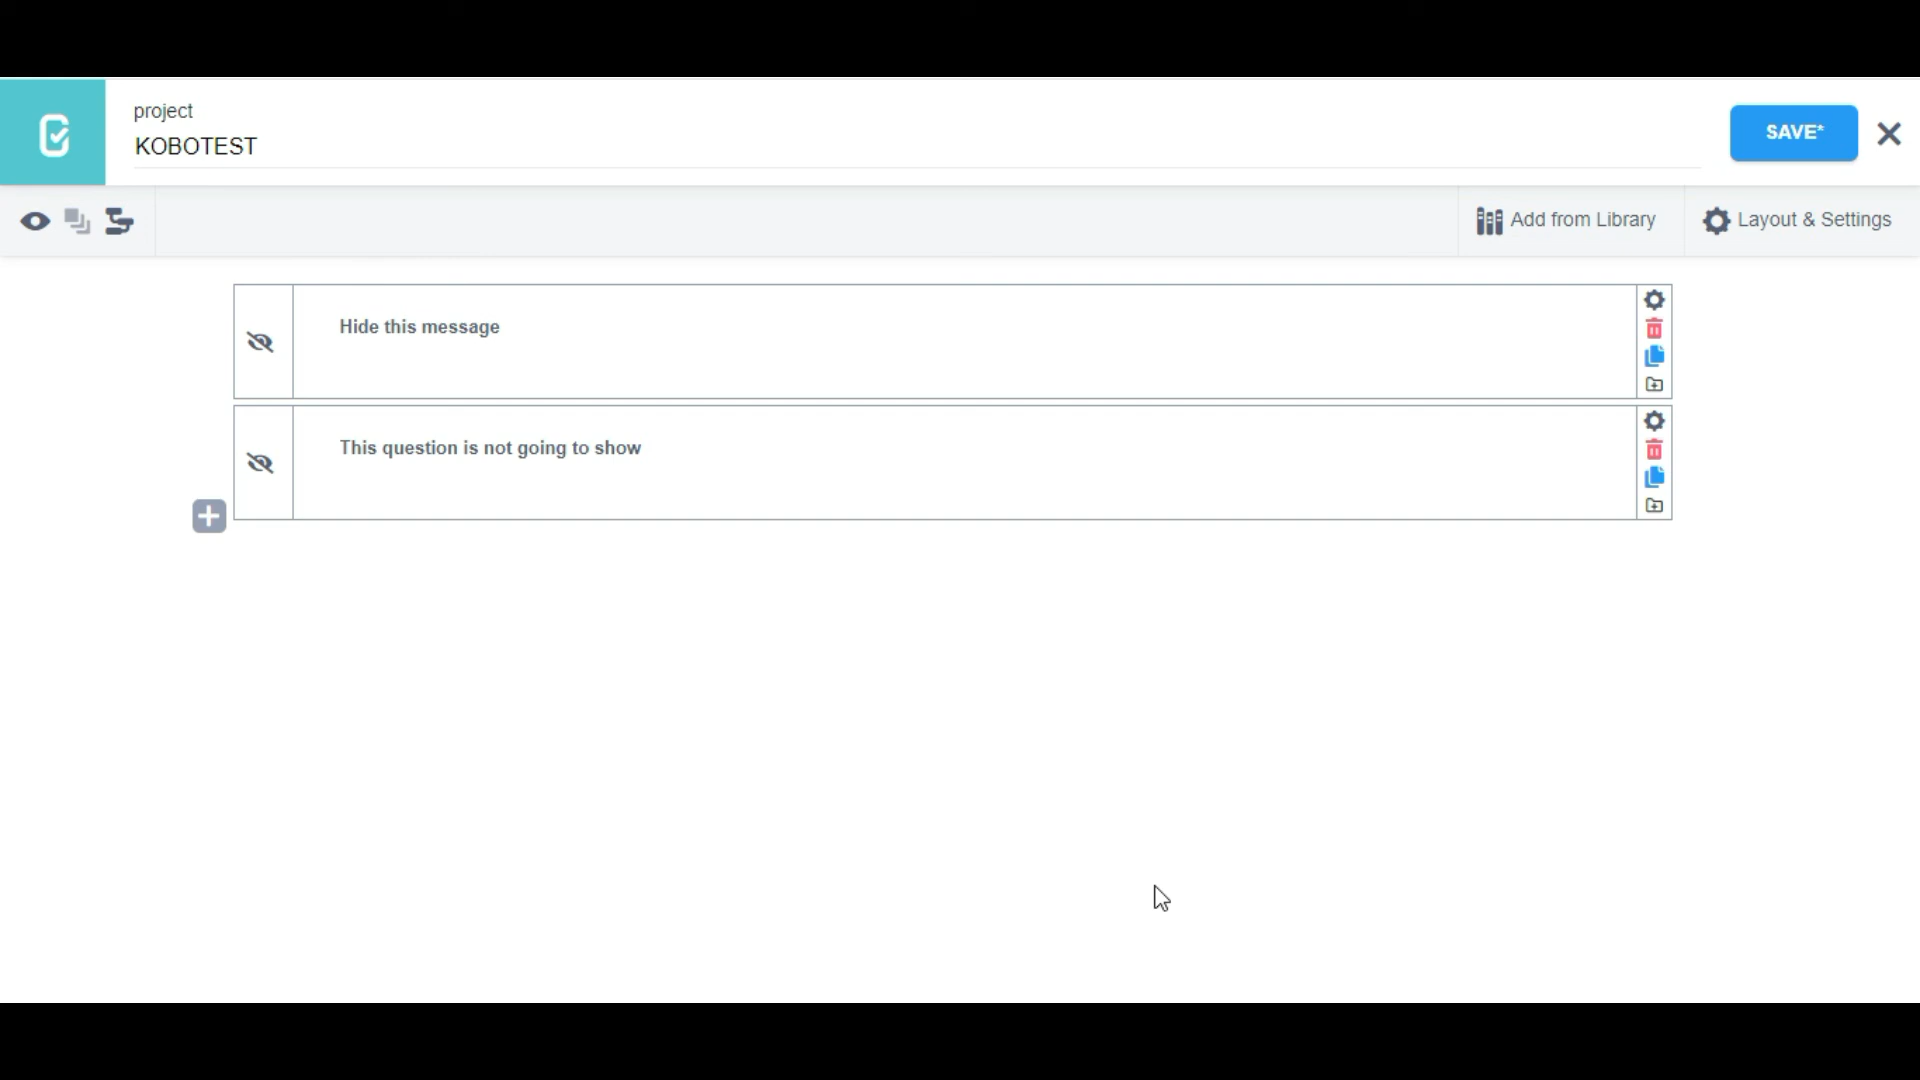 project
KOBOTEST
SAVE*
Add from Library
Layout & Settings
Hide this message
This question is not going to show